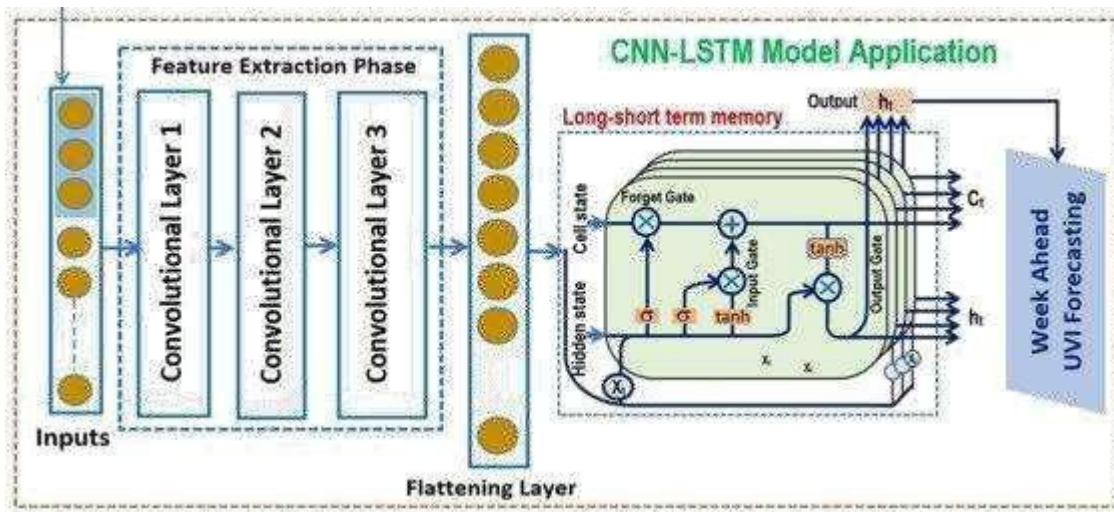 CNN-LSTM Model Application
Feature Extraction Phase
Convolutional Layer 1
Convolutional Layer 2
Convolutional Layer 3
Inputs
Flattening Layer
Long-short term memory
Output
hₜ
Cell state
Forget Gate
Hidden state
σ
σ
tanh
Input Gate
tanh
Output Gate
Cₜ
hₜ
Week Ahead
UVI Forecasting